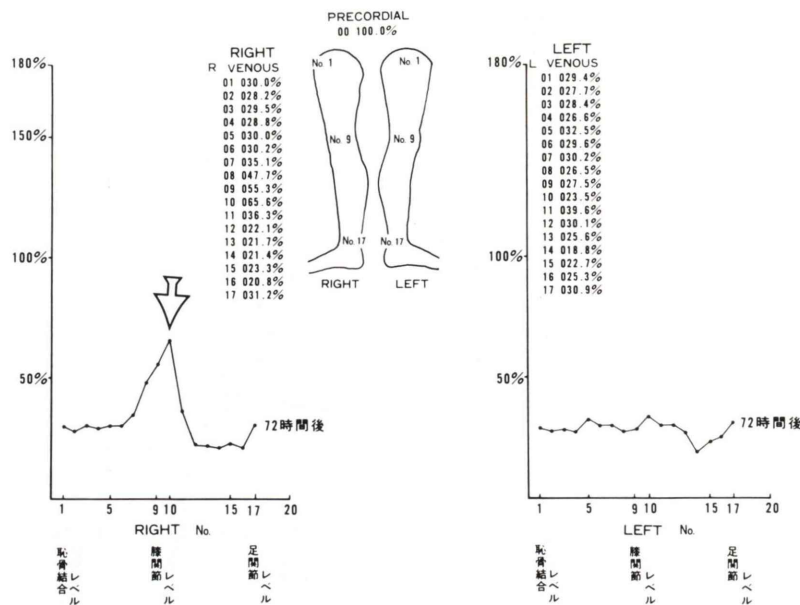 PRECORDIAL
00 100.0%
RIGHT
R VENOUS
01 030.0%
02 028.2%
03 029.5%
04 028.8%
05 030.0%
06 030.2%
07 035.1%
08 047.7%
09 055.3%
10 065.6%
11 036.3%
12 022.1%
13 021.7%
14 021.4%
15 023.3%
16 020.8%
17 031.2%
180%
150%
100%
50%
72時間後
1 5 9 10 15 17 20
RIGHT No.
恥骨結合レベル
膝間節レベル
足間節レベル
No. 1
No. 1
No. 9
No. 9
No. 17
No. 17
RIGHT
LEFT
LEFT
L VENOUS
01 029.4%
02 027.7%
03 028.4%
04 026.6%
05 032.5%
06 029.6%
07 030.2%
08 026.5%
09 027.5%
10 023.5%
11 039.6%
12 030.1%
13 025.6%
14 018.8%
15 022.7%
16 025.3%
17 030.9%
180%
100%
50%
72時間後
1 5 9 10 15 17 20
LEFT No.
恥骨結合レベル
膝間節レベル
足間節レベル